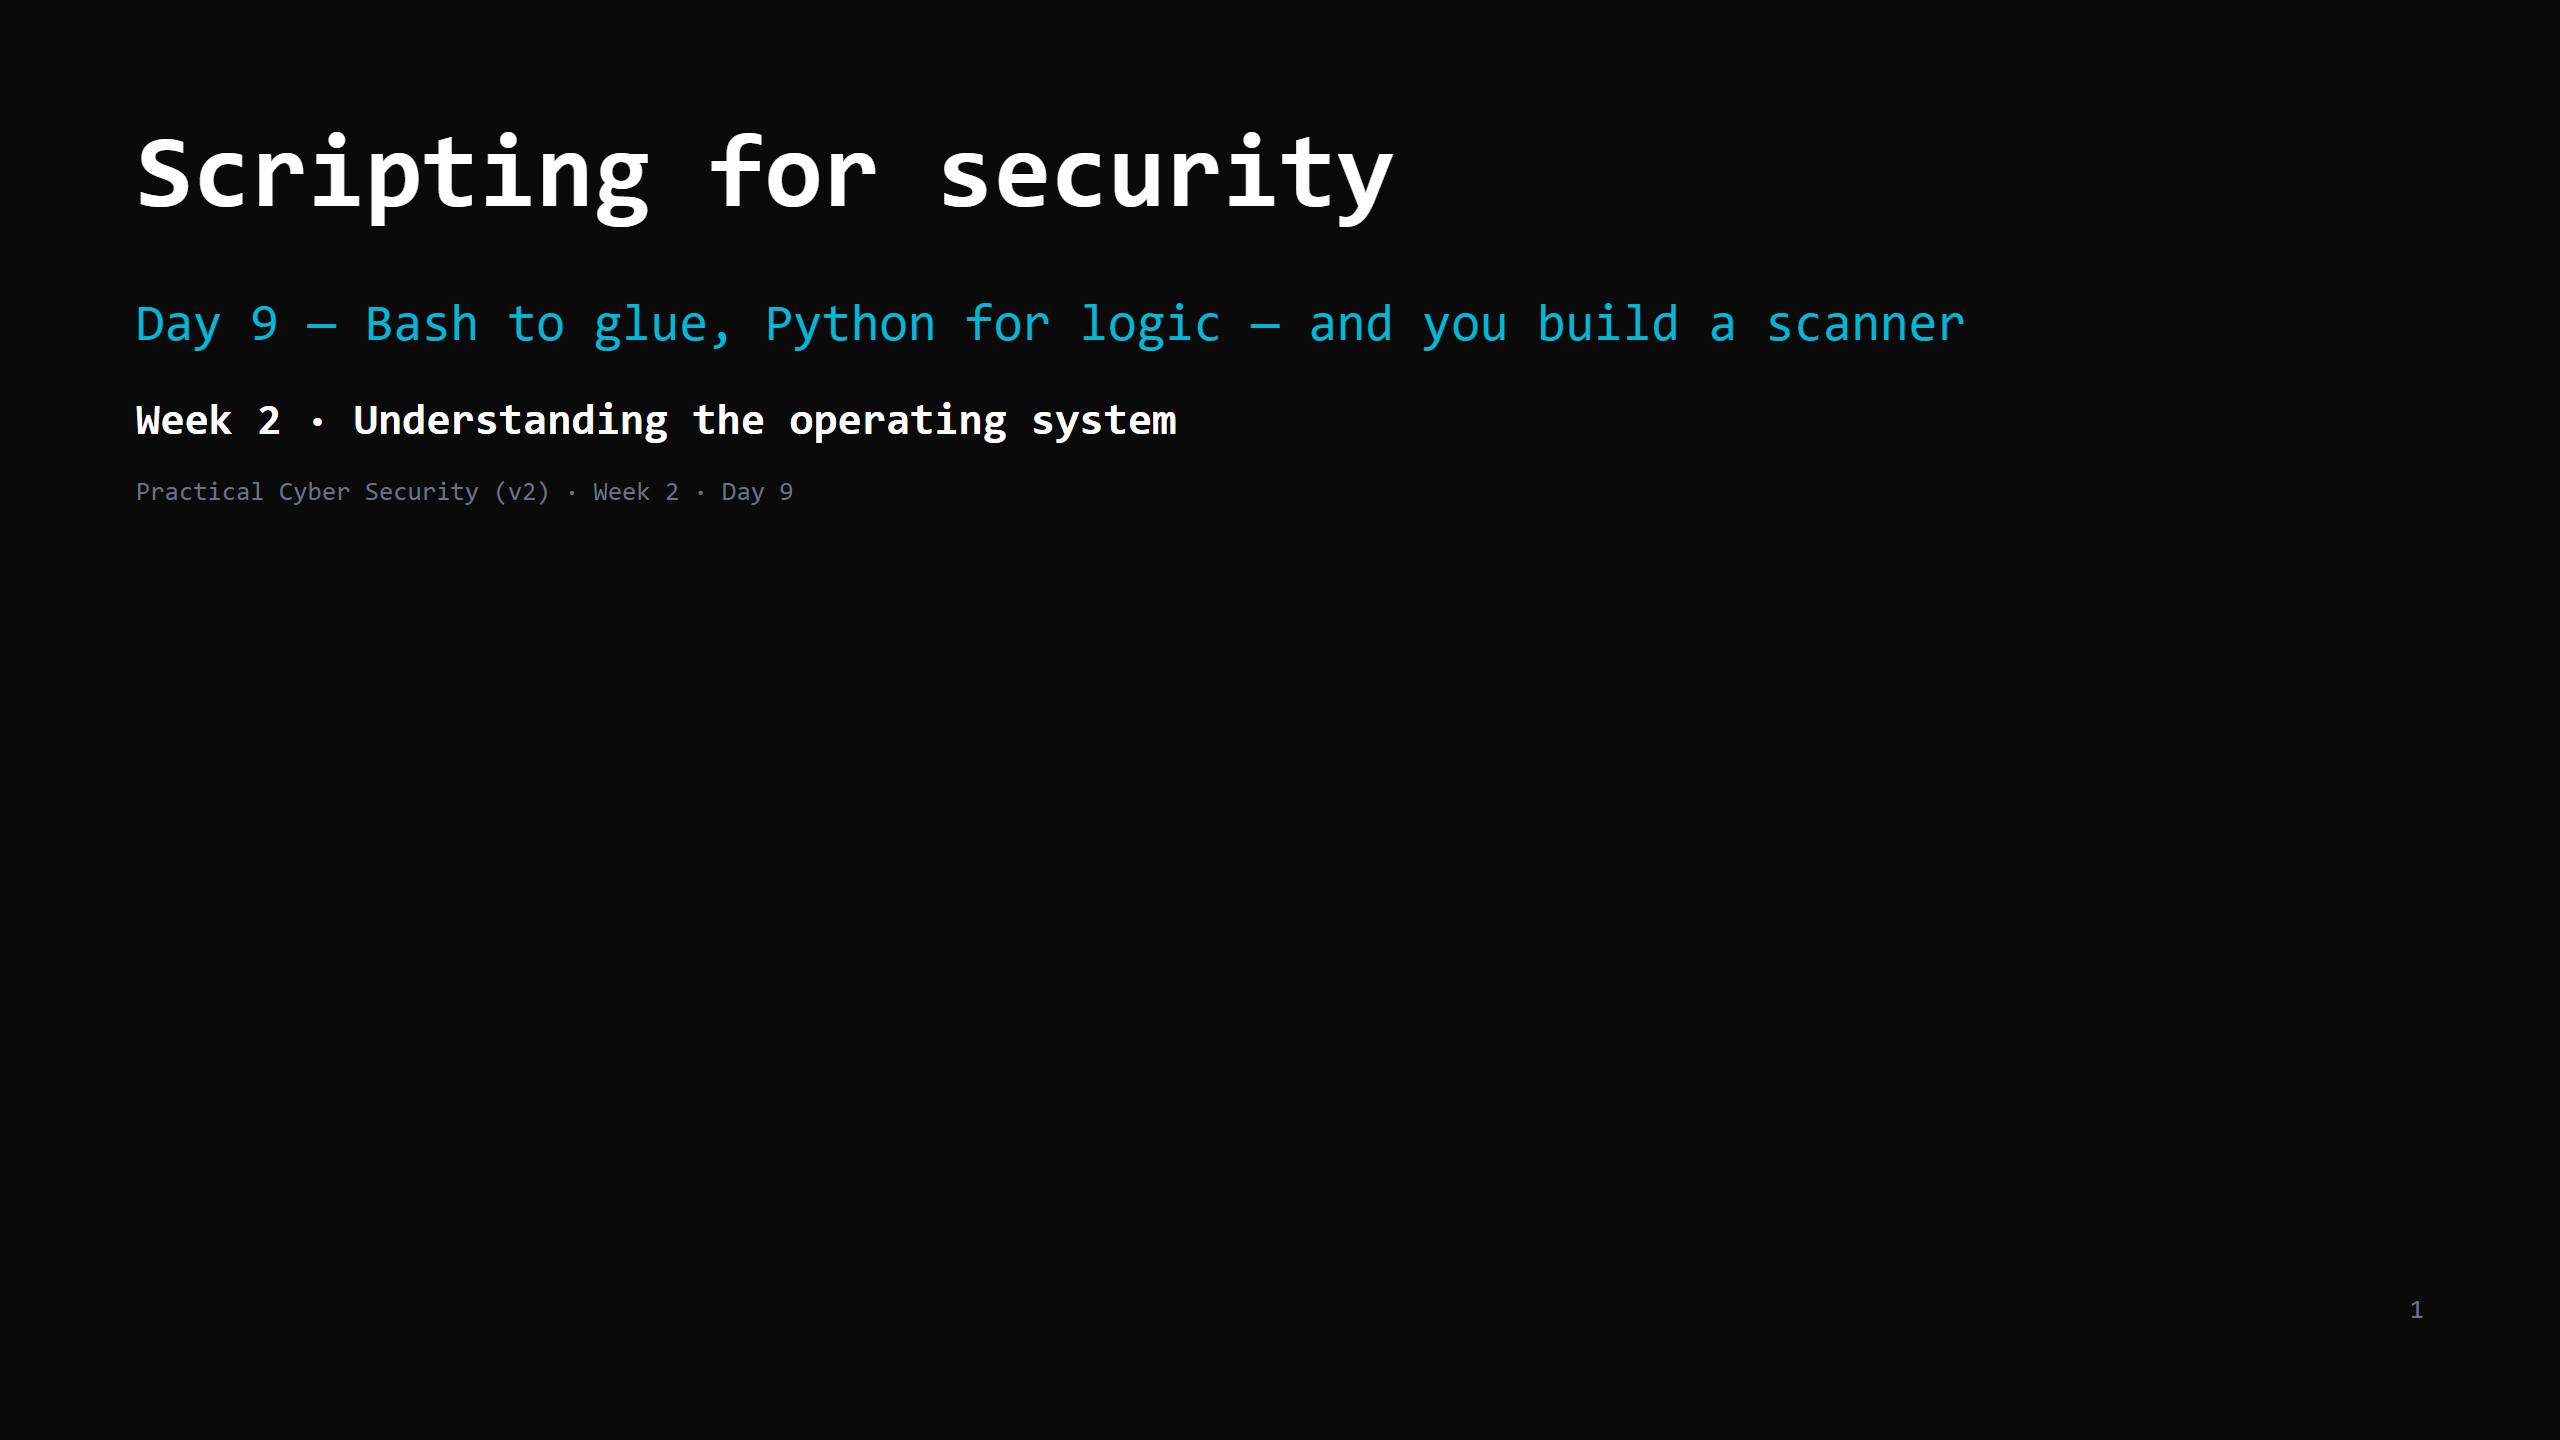 Scripting for security
Day 9 — Bash to glue, Python for logic — and you build a scanner
Week 2 · Understanding the operating system
Practical Cyber Security (v2) · Week 2 · Day 9
1